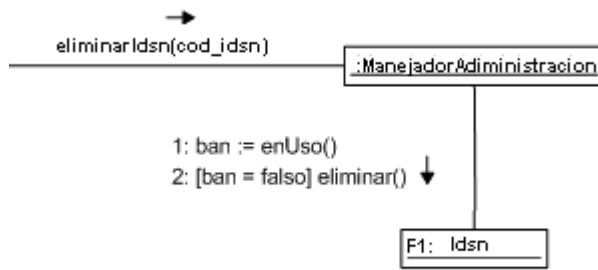 eliminarIdsn(cod_idsn)
:ManejadorAdiministracion
1: ban := enUso()
2: [ban = falso] eliminar()
F1: Idsn